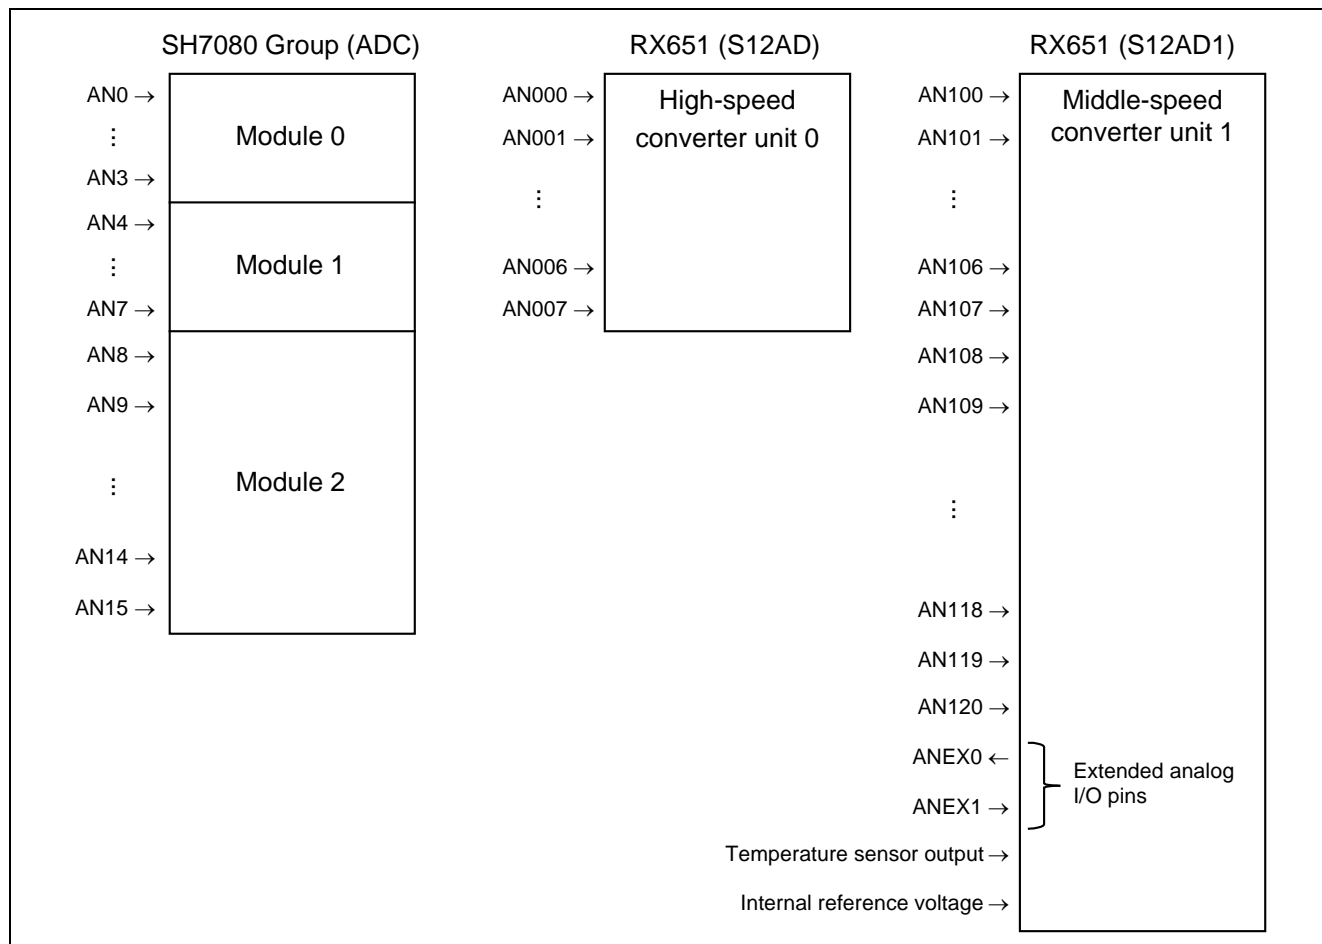 SH7080 Group (ADC)
AN0 →
⋮
AN3 →
Module 0
AN4 →
⋮
AN7 →
Module 1
AN8 →
AN9 →
⋮
AN14 →
AN15 →
Module 2
RX651 (S12AD)
AN000 →
AN001 →
⋮
AN006 →
AN007 →
High-speed
converter unit 0
RX651 (S12AD1)
AN100 →
AN101 →
⋮
AN106 →
AN107 →
AN108 →
AN109 →
⋮
AN118 →
AN119 →
AN120 →
ANEX0 ←
ANEX1 →
Temperature sensor output →
Internal reference voltage →
Middle-speed
converter unit 1
Extended analog
I/O pins